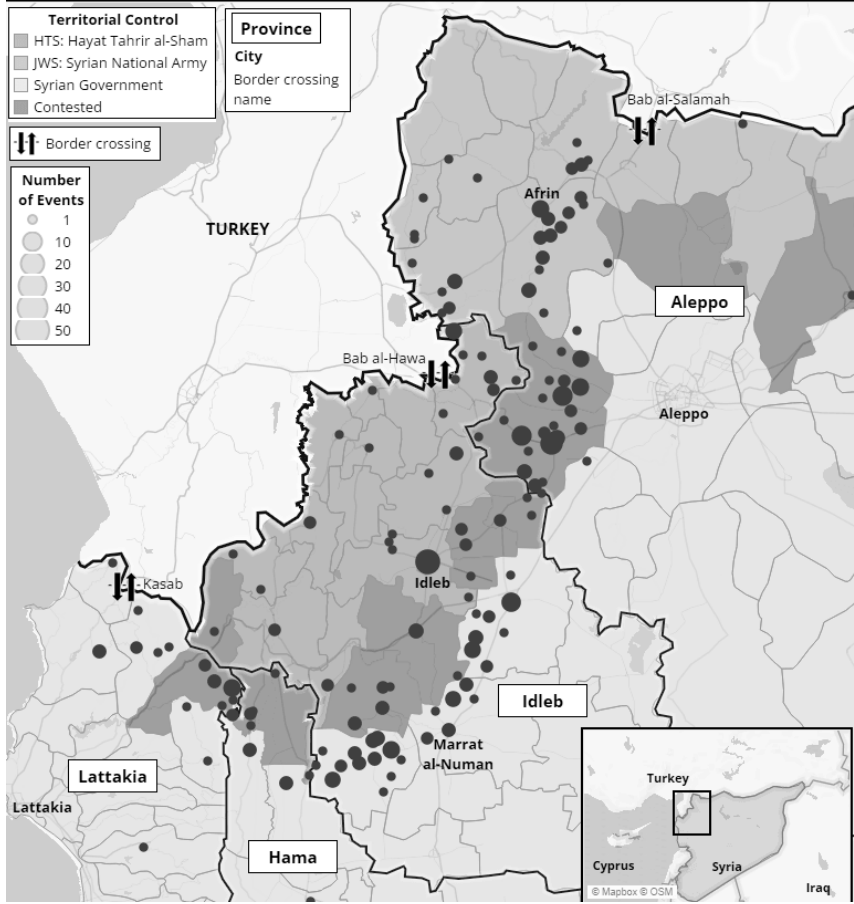 Territorial Control
HTS: Hayat Tahrir al-Sham
JWS: Syrian National Army
Syrian Government
Contested
Province
City
Border crossing
name
Border crossing
Number
of Events
1
10
20
30
40
50
TURKEY
Bab al-Salamah
Afrin
Aleppo
Bab al-Hawa
Aleppo
Kasab
Idleb
Idleb
Marrat
al-Numan
Lattakia
Lattakia
Hama
Turkey
Cyprus
Syria
Iraq
© Mapbox © OSM